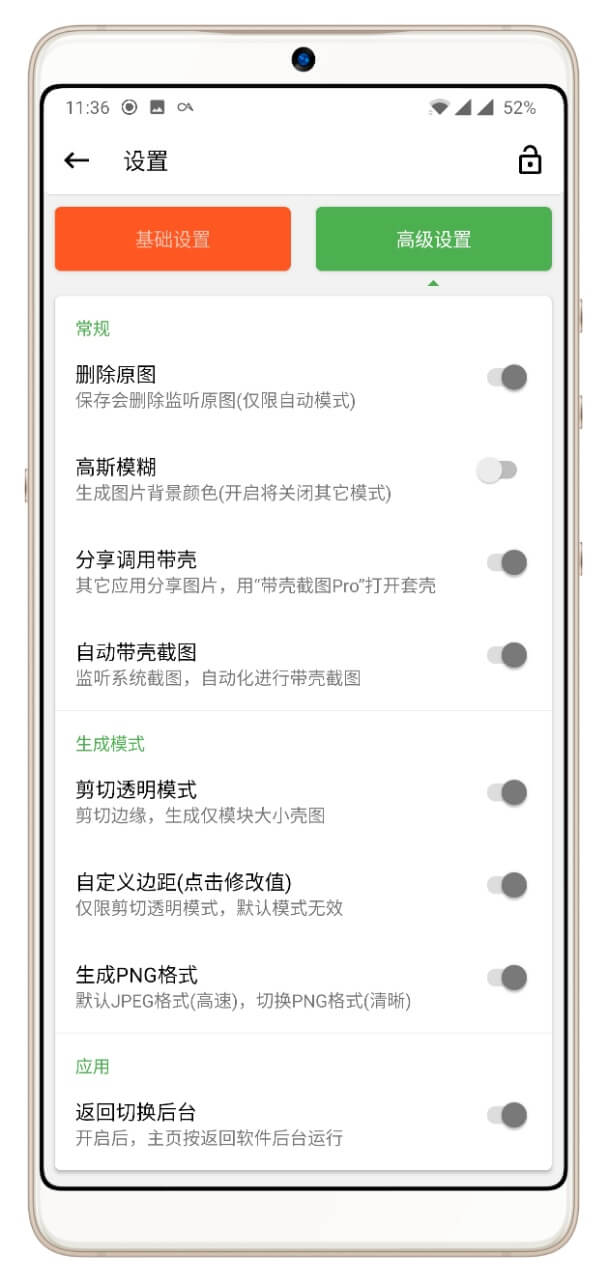 11:36 52%
设置
基础设置 高级设置
常规
删除原图
保存会删除监听原图(仅限自动模式)
高斯模糊
生成图片背景颜色(开启将关闭其它模式)
分享调用带壳
其它应用分享图片，用“带壳截图Pro”打开套壳
自动带壳截图
监听系统截图，自动化进行带壳截图
生成模式
剪切透明模式
剪切边缘，生成仅模块大小壳图
自定义边距(点击修改值)
仅限剪切透明模式，默认模式无效
生成PNG格式
默认JPEG格式(高速)，切换PNG格式(清晰)
应用
返回切换后台
开启后，主页按返回软件后台运行